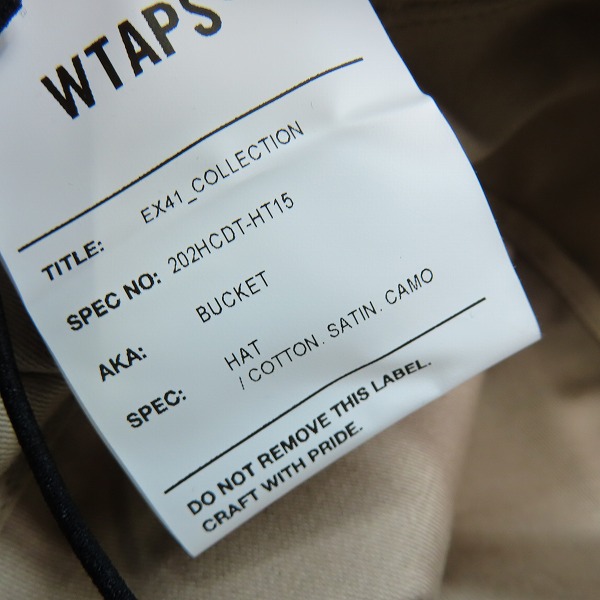 WTAPS
TITLE: EX41_COLLECTION
SPEC NO: 202HCDT-HT15
AKA: BUCKET
SPEC: HAT
/ COTTON. SATIN. CAMO
DO NOT REMOVE THIS LABEL.
CRAFT WITH PRIDE.